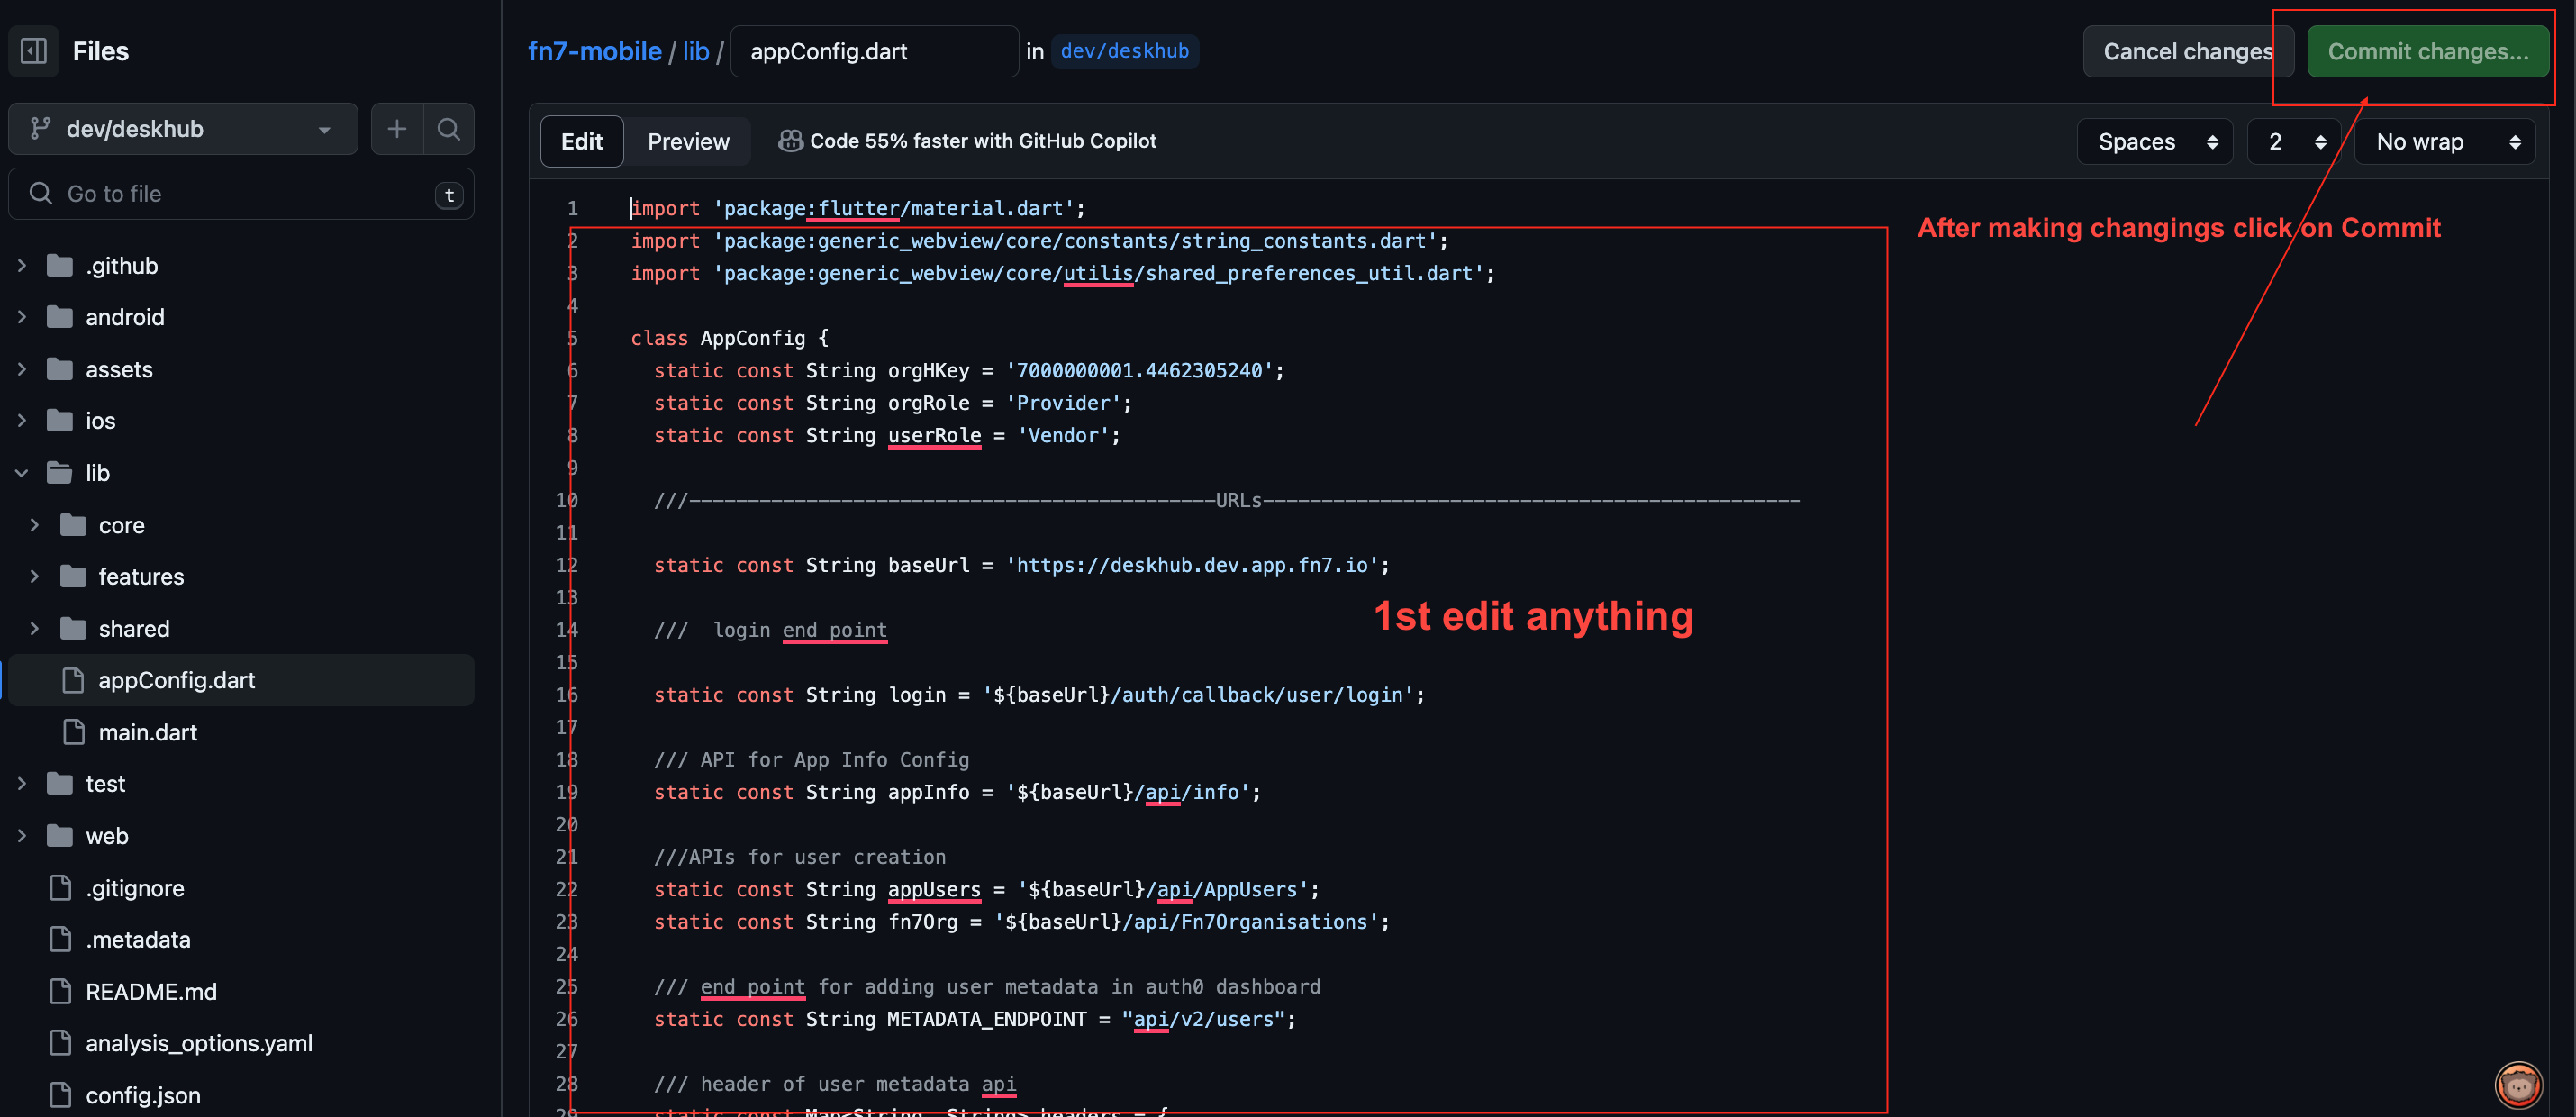 Files
fn7-mobile / lib / appConfig.dart in dev/deskhub
Cancel changes
Commit changes...
dev/deskhub
Go to file
t
.github
android
assets
ios
lib
core
features
shared
appConfig.dart
main.dart
test
web
.gitignore
.metadata
README.md
analysis_options.yaml
config.json
Edit
Preview
Code 55% faster with GitHub Copilot
Spaces
2
No wrap
1 import 'package:flutter/material.dart';
2 import 'package:generic_webview/core/constants/string_constants.dart';
3 import 'package:generic_webview/core/utilis/shared_preferences_util.dart';
4
5 class AppConfig {
6 static const String orgHKey = '7000000001.4462305240';
7 static const String orgRole = 'Provider';
8 static const String userRole = 'Vendor';
9
10 ///---------------------------------------------URLs----------------------------------------------
11
12 static const String baseUrl = 'https://deskhub.dev.app.fn7.io';
13
14 /// login end point
15
16 static const String login = '${baseUrl}/auth/callback/user/login';
17
18 /// API for App Info Config
19 static const String appInfo = '${baseUrl}/api/info';
20
21 ///APIs for user creation
22 static const String appUsers = '${baseUrl}/api/AppUsers';
23 static const String fn7Org = '${baseUrl}/api/Fn7Organisations';
24
25 /// end point for adding user metadata in auth0 dashboard
26 static const String METADATA_ENDPOINT = "api/v2/users";
27
28 /// header of user metadata api
29 static const Map<String, String> headers = {
After making changings click on Commit
1st edit anything